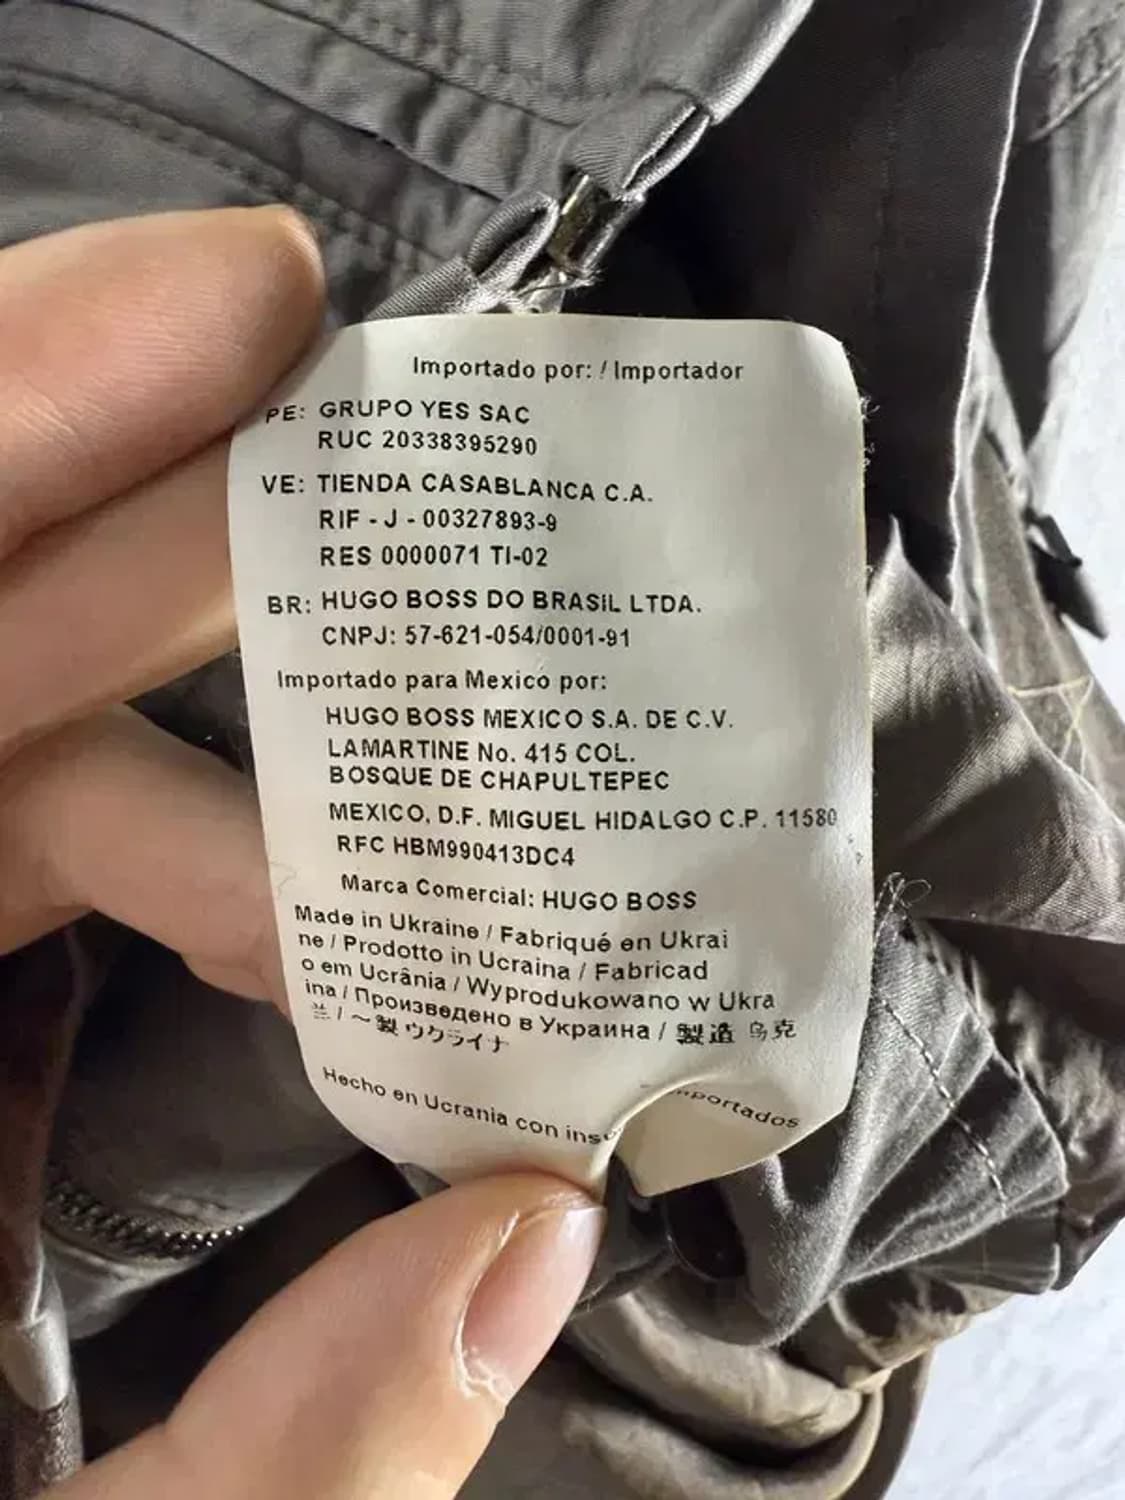 Importado por: / Importador
PE: GRUPO YES SAC
RUC 20338395290
VE: TIENDA CASABLANCA C.A.
RIF - J - 00327893-9
RES 0000071 TI-02
BR: HUGO BOSS DO BRASIL LTDA.
CNPJ: 57-621-054/0001-91
Importado para Mexico por:
HUGO BOSS MEXICO S.A. DE C.V.
LAMARTINE No. 415 COL.
BOSQUE DE CHAPULTEPEC
MEXICO, D.F. MIGUEL HIDALGO C.P. 11580
RFC HBM990413DC4
Marca Comercial: HUGO BOSS
Made in Ukraine / Fabriqué en Ukrai
ne / Prodotto in Ucraina / Fabricad
o em Ucrânia / Wyprodukowano w Ukra
ina / Произведено в Украина / 製造 乌克
兰 / ～製 ウクライナ
Hecho en Ucrania con